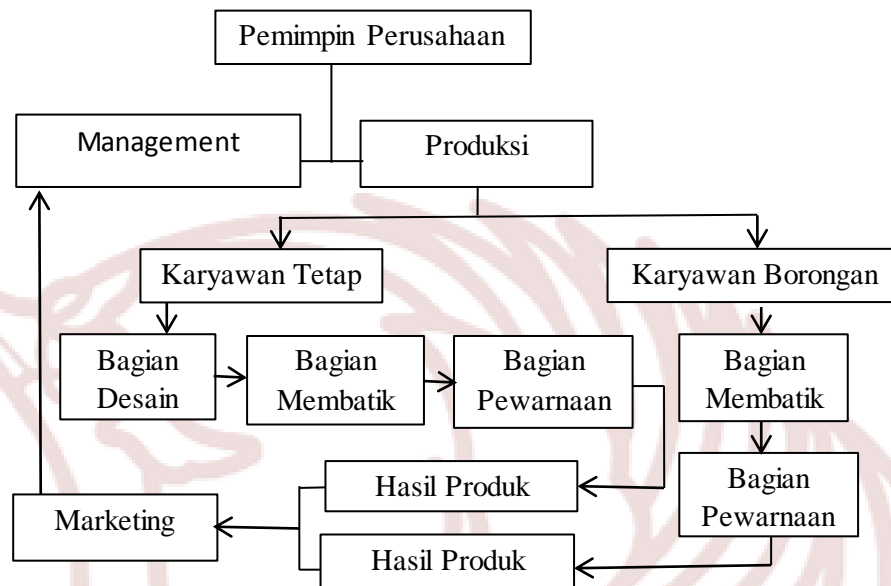 Pemimpin Perusahaan
Management
Produksi
Karyawan Tetap
Karyawan Borongan
Bagian
Desain
Bagian
Membatik
Bagian
Pewarnaan
Bagian
Membatik
Hasil Produk
Bagian
Pewarnaan
Marketing
Hasil Produk